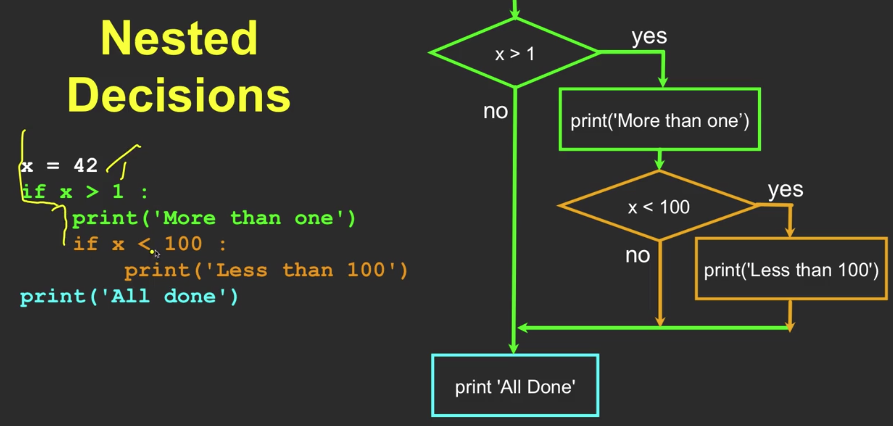 Nested
Decisions
x = 42
if x > 1 :
    print('More than one')
    if x < 100 :
        print('Less than 100')
print('All done')
x > 1
yes
no
print('More than one’)
x < 100
yes
no
print('Less than 100')
print 'All Done'